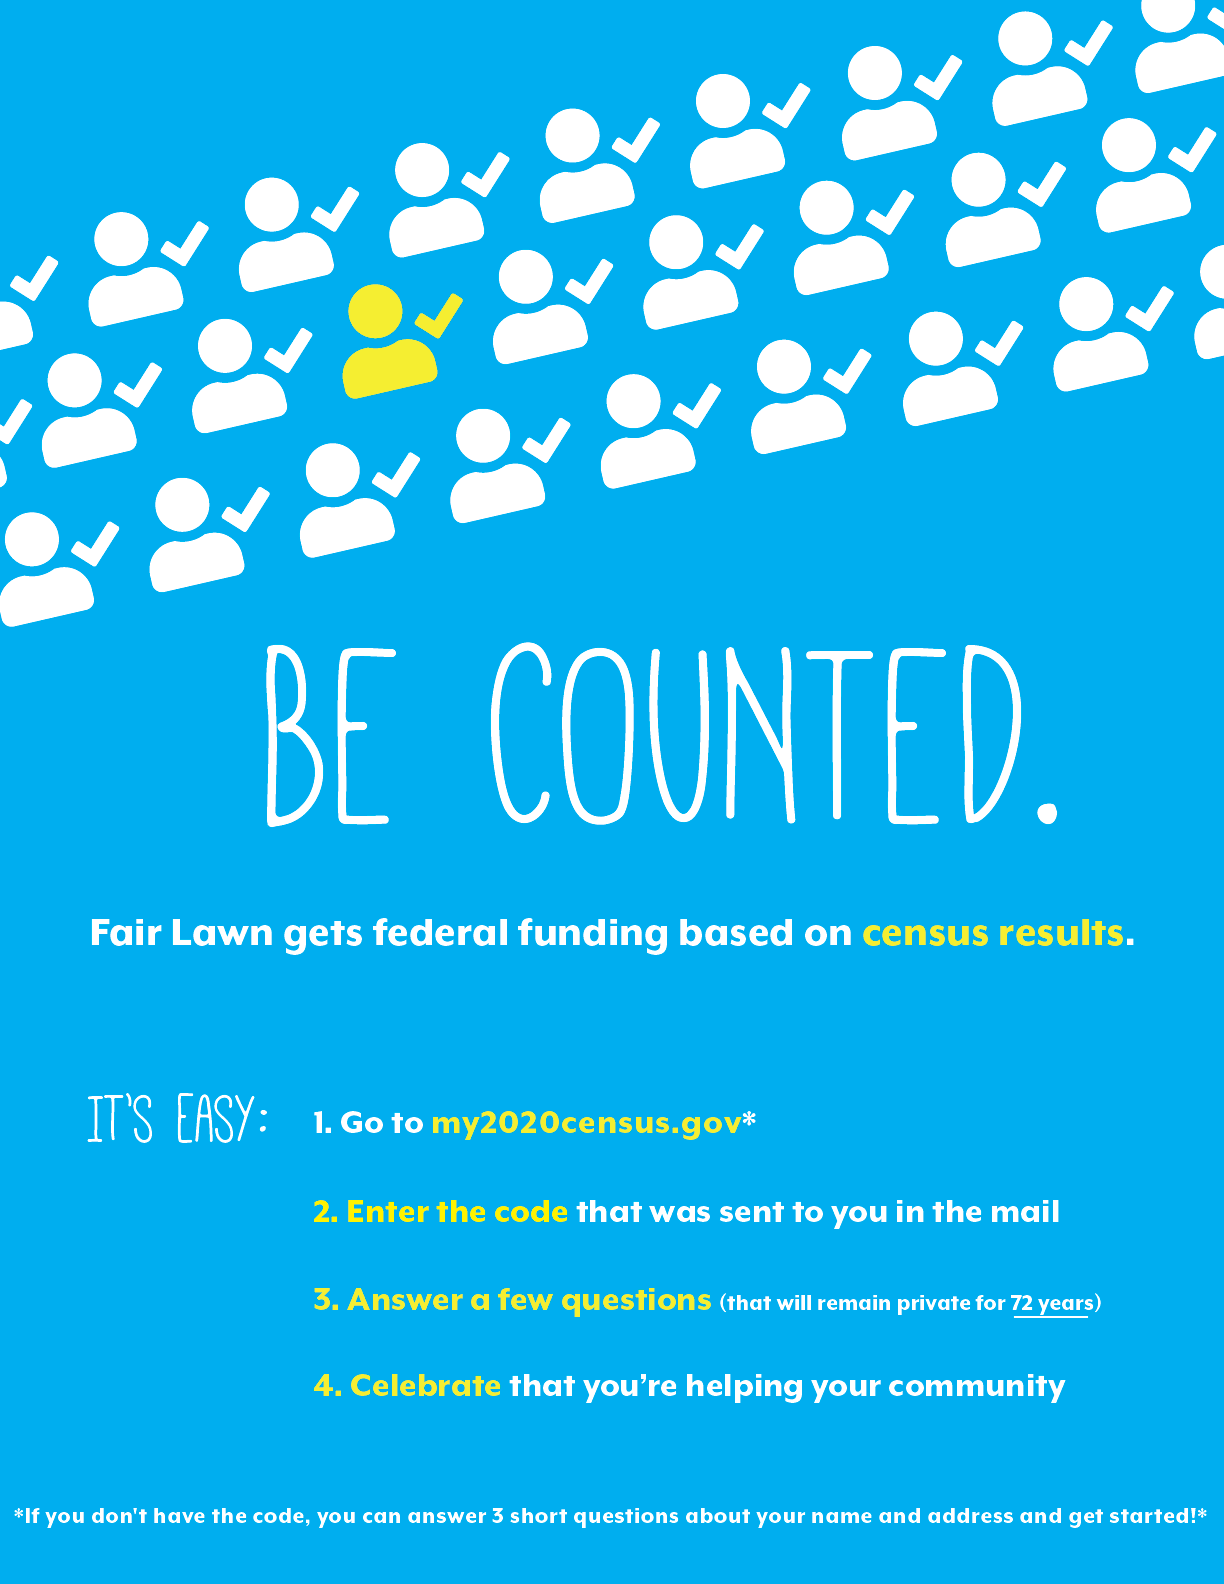 BE COUNTED.
Fair Lawn gets federal funding based on census results.
IT'S EASY: 1. Go to my2020census.gov*
2. Enter the code that was sent to you in the mail
3. Answer a few questions (that will remain private for 72 years)
4. Celebrate that you’re helping your community
*If you don't have the code, you can answer 3 short questions about your name and address and get started!*